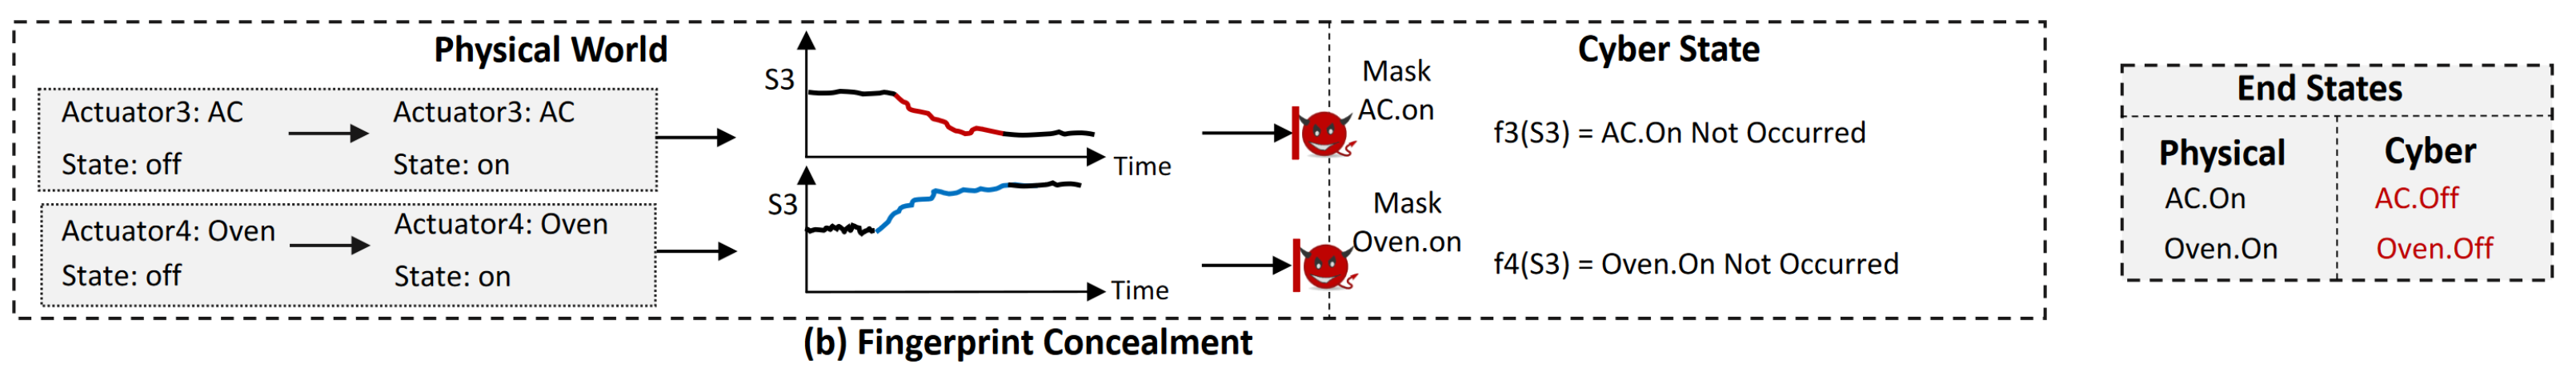 Physical World
Cyber State
Actuator3: AC
State: off
Actuator3: AC
State: on
S3
Time
Mask
AC.on
f3(S3) = AC.On Not Occurred
Actuator4: Oven
State: off
Actuator4: Oven
State: on
S3
Time
Mask
Oven.on
f4(S3) = Oven.On Not Occurred
End States
Physical
Cyber
AC.On
AC.Off
Oven.On
Oven.Off
(b) Fingerprint Concealment